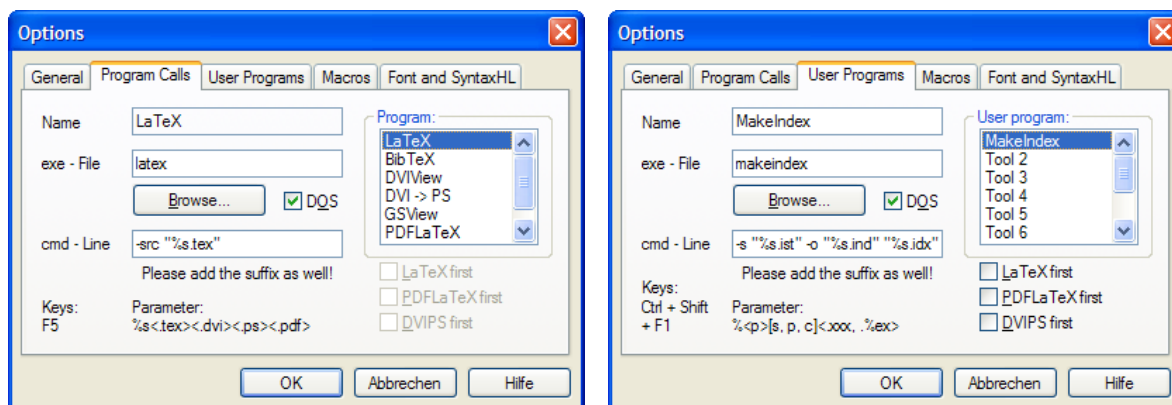 Options
General Program Calls User Programs Macros Font and SyntaxHL
Name LaTeX
Program:
LaTeX
BibTeX
DVIView
DVI -> PS
GSView
PDFLaTeX
exe - File latex
Browse... DOS
cmd - Line -src "%s.tex"
Please add the suffix as well!
LaTeX first
PDFLaTeX first
DVIPS first
Keys:
F5
Parameter:
%s<.tex><.dvi><.ps><.pdf>
OK Abbrechen Hilfe
Options
General Program Calls User Programs Macros Font and SyntaxHL
Name MakeIndex
User program:
MakeIndex
Tool 2
Tool 3
Tool 4
Tool 5
Tool 6
exe - File makeindex
Browse... DOS
cmd - Line -s "%s.ist" -o "%s.ind" "%s.idx"
Please add the suffix as well!
LaTeX first
PDFLaTeX first
DVIPS first
Keys:
Ctrl + Shift
+ F1
Parameter:
%<p>[s, p, c]<.xxx, .%ex>
OK Abbrechen Hilfe